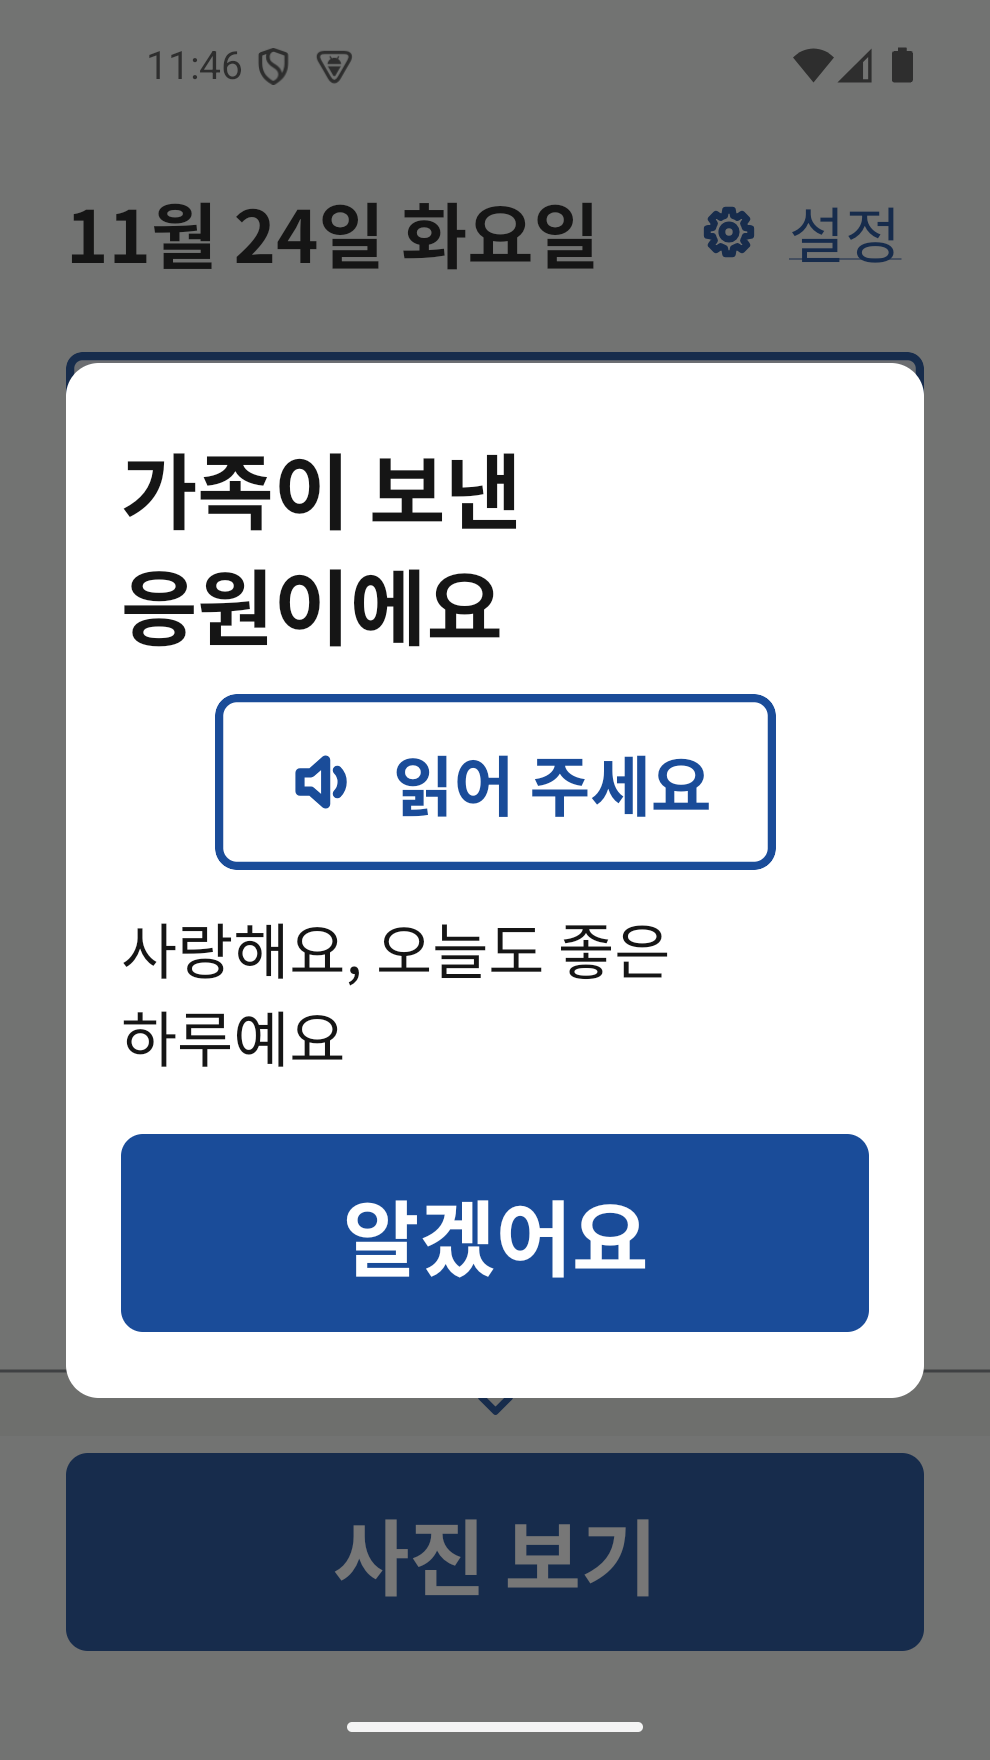 11:46
11월 24일 화요일
설정
가족이 보낸
응원이에요
읽어 주세요
사랑해요, 오늘도 좋은
하루예요
알겠어요
사진 보기